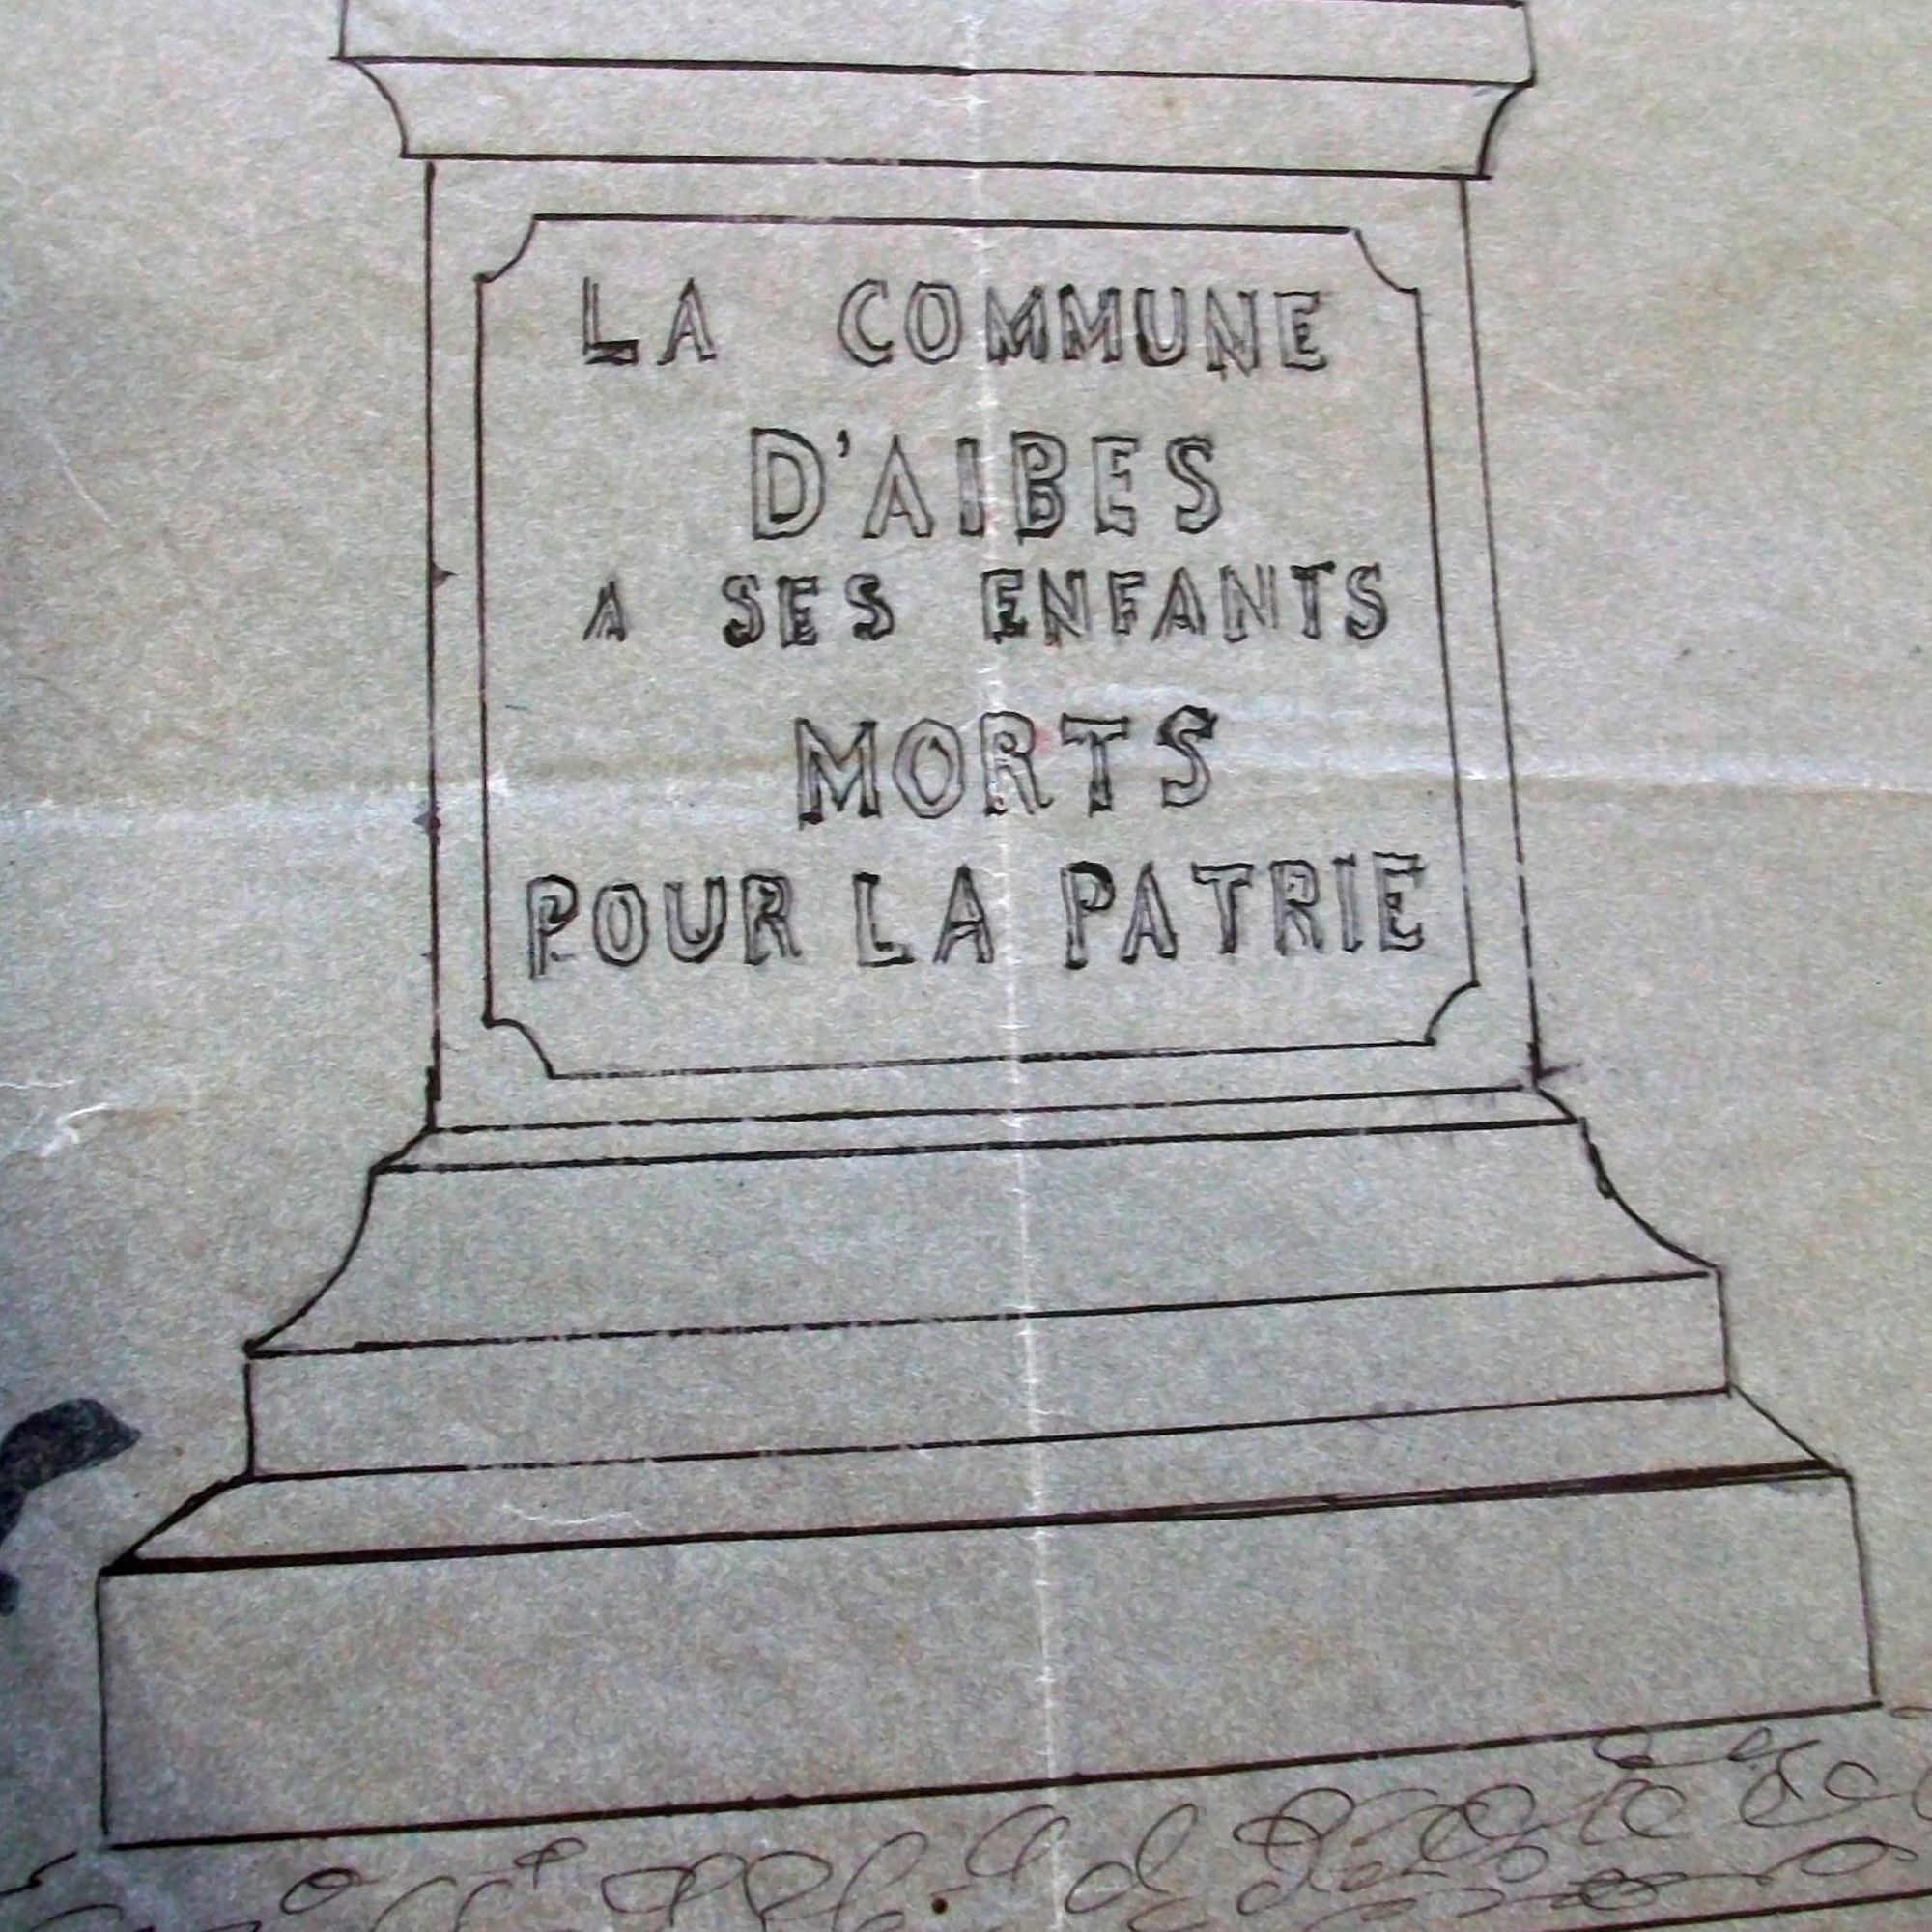 LA COMMUNE
D'AIBES
A SES ENFANTS
MORTS
POUR LA PATRIE